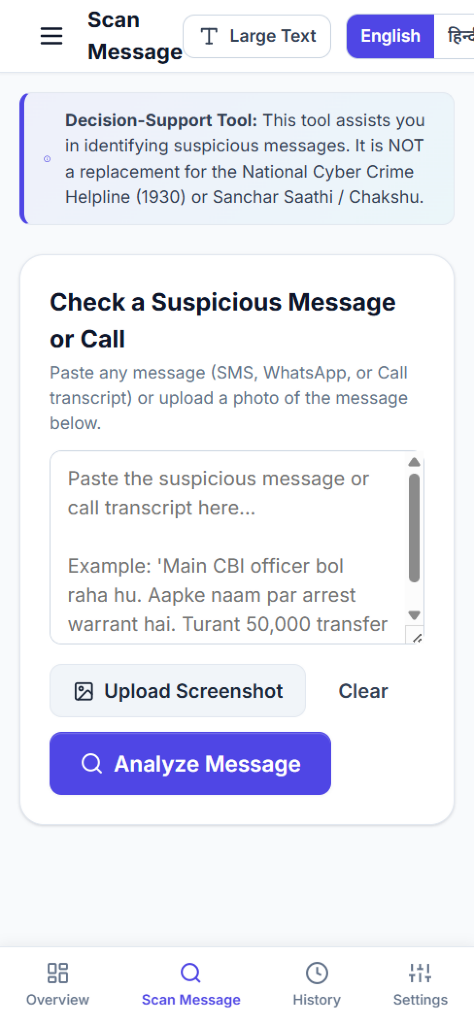 Scan
Message
Large Text
English
Decision-Support Tool: This tool assists you
in identifying suspicious messages. It is NOT
a replacement for the National Cyber Crime
Helpline (1930) or Sanchar Saathi / Chakshu.
Check a Suspicious Message
or Call
Paste any message (SMS, WhatsApp, or Call
transcript) or upload a photo of the message
below.
Paste the suspicious message or
call transcript here...
Example: 'Main CBI officer bol
raha hu. Aapke naam par arrest
warrant hai. Turant 50,000 transfer
Upload Screenshot
Clear
Analyze Message
Overview
Scan Message
History
Settings